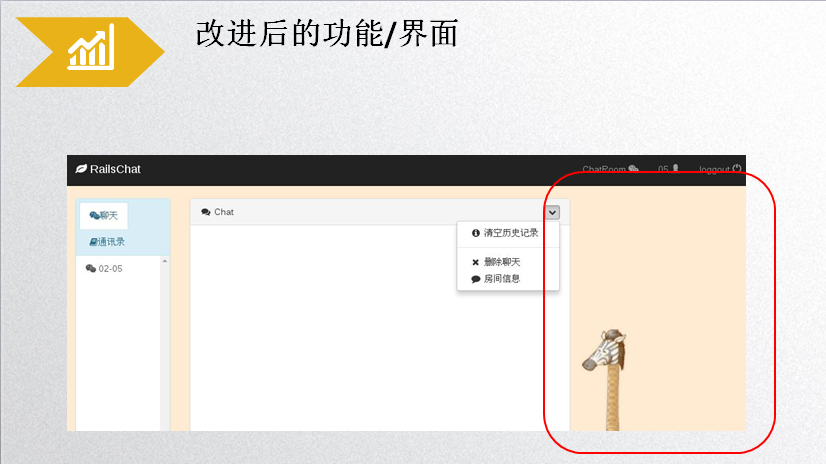 改进后的功能/界面
RailsChat
ChatRoom 05 loggout
聊天
通讯录
02-05
Chat
清空历史记录
删除聊天
房间信息